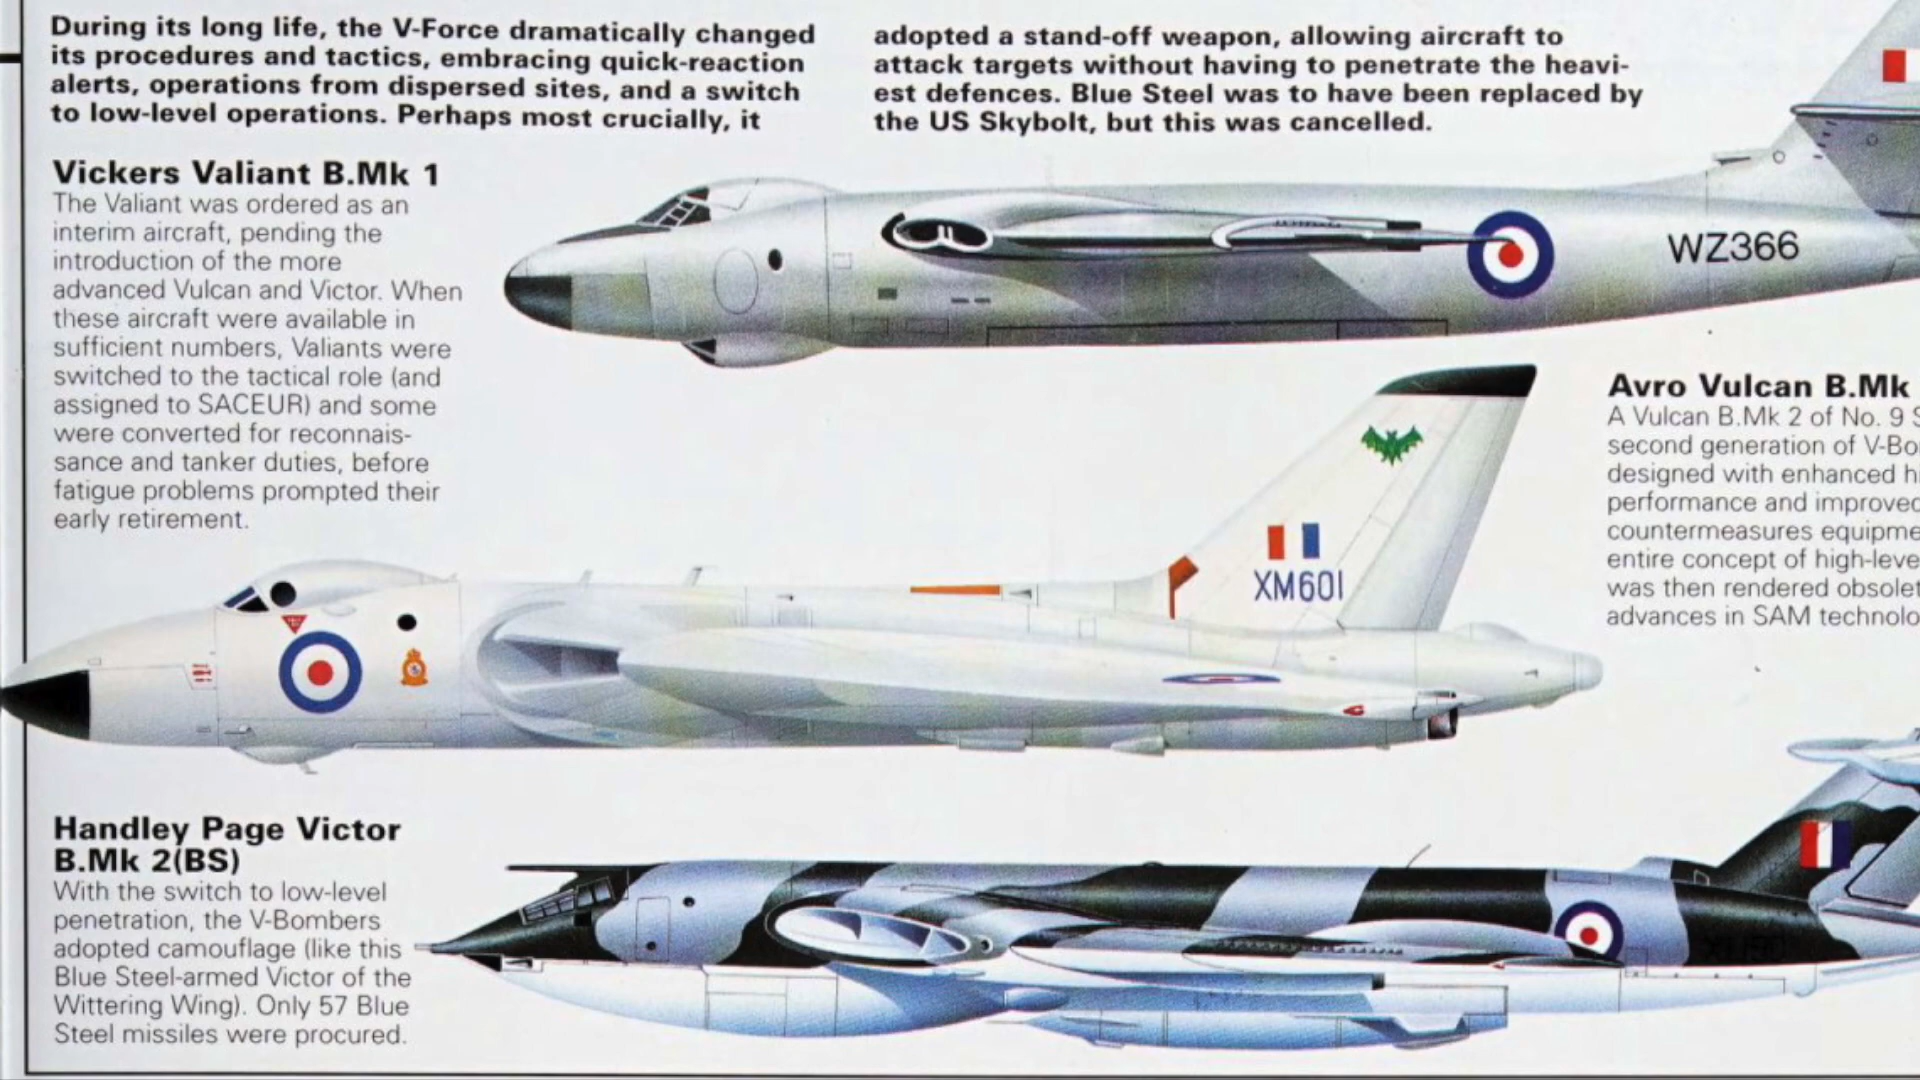 During its long life, the V-Force dramatically changed
its procedures and tactics, embracing quick-reaction
alerts, operations from dispersed sites, and a switch
to low-level operations. Perhaps most crucially, it
adopted a stand-off weapon, allowing aircraft to
attack targets without having to penetrate the heavi-
est defences. Blue Steel was to have been replaced by
the US Skybolt, but this was cancelled.
Vickers Valiant B.Mk 1
The Valiant was ordered as an
interim aircraft, pending the
introduction of the more
advanced Vulcan and Victor. When
these aircraft were available in
sufficient numbers, Valiants were
switched to the tactical role (and
assigned to SACEUR) and some
were converted for reconnais-
sance and tanker duties, before
fatigue problems prompted their
early retirement.
WZ366
Avro Vulcan B.Mk
A Vulcan B.Mk 2 of No. 9
second generation of V-Bo
designed with enhanced h
performance and improved
countermeasures equipme
entire concept of high-leve
was then rendered obsolet
advances in SAM technolo
XM601
Handley Page Victor
B.Mk 2(BS)
With the switch to low-level
penetration, the V-Bombers
adopted camouflage (like this
Blue Steel-armed Victor of the
Wittering Wing). Only 57 Blue
Steel missiles were procured.